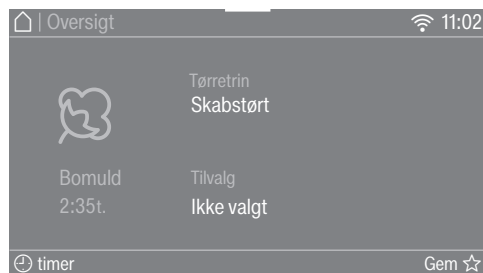 | Oversigt
11:02
Tørretrin
Skabstørt
Bomuld
2:35t.
Tilvalg
Ikke valgt
timer
Gem